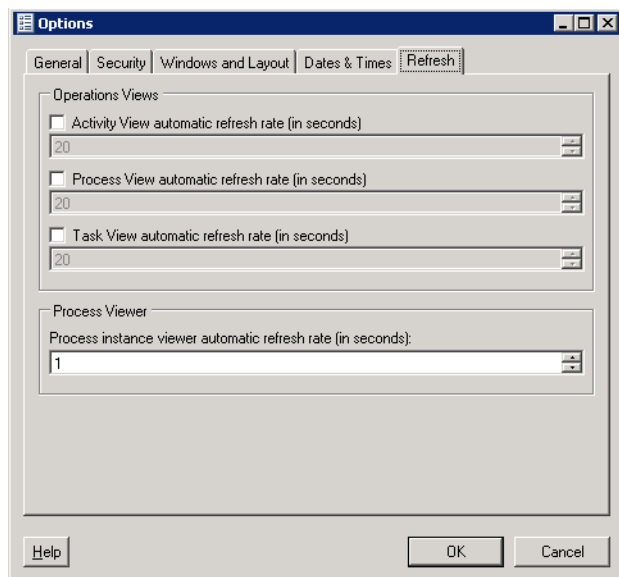 Options
General Security Windows and Layout Dates & Times Refresh
Operations Views
Activity View automatic refresh rate (in seconds)
20
Process View automatic refresh rate (in seconds)
20
Task View automatic refresh rate (in seconds)
20
Process Viewer
Process instance viewer automatic refresh rate (in seconds):
1
Help OK Cancel